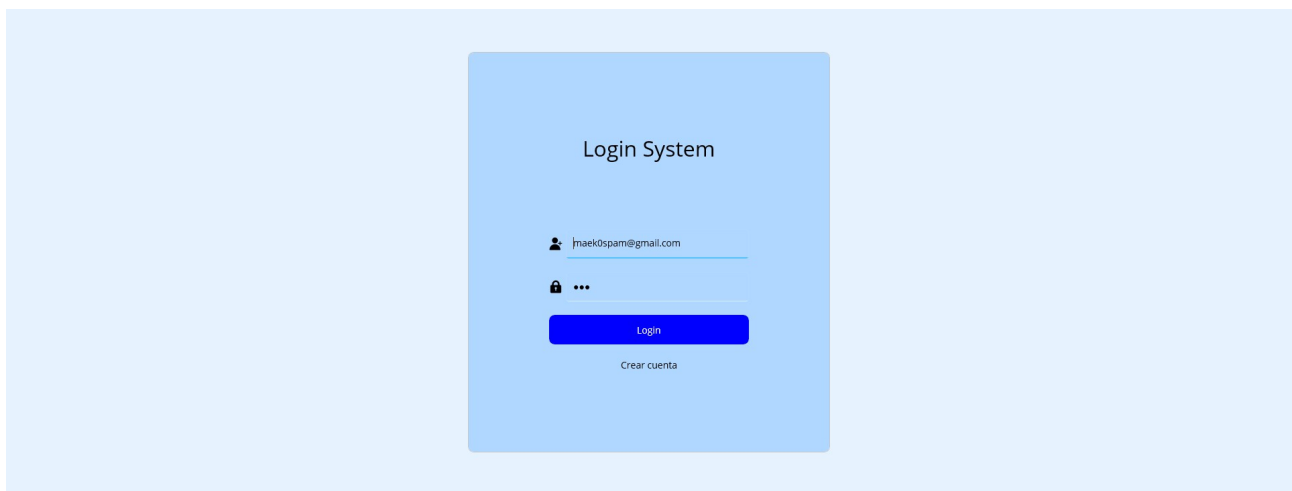 Login System
maek0spam@gmail.com
•••
Login
Crear cuenta